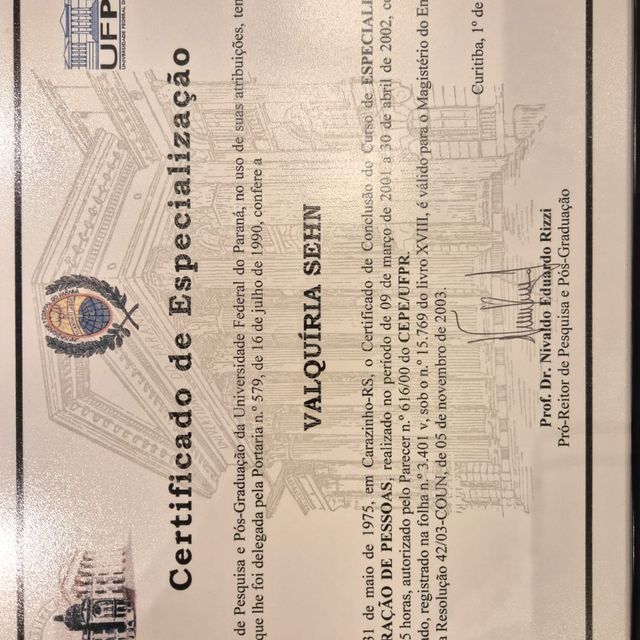 UFP
UNIVERSIDADE FEDERAL D
Certificado de Especialização
de Pesquisa e Pós-Graduação da Universidade Federal do Paraná, no uso de suas atribuições, ten
que lhe foi delegada pela Portaria n.º 579, de 16 de julho de 1990, confere a
VALQUÍRIA SEHN
31 de maio de 1975, em Carazinho-RS, o Certificado de Conclusão do Curso de ESPECIALI
RAÇÃO DE PESSOAS, realizado no período de 09 de março de 2001 a 30 de abril de 2002, co
5 horas, autorizado pelo Parecer n.º 616/00 do CEPE/UFPR.
do, registrado na folha n.º 3.401 v, sob o n.º 15.769 do livro XVIII, é válido para o Magistério do En
a Resolução 42/03-COUN, de 05 de novembro de 2003.
Curitiba, 1º de
Prof. Dr. Nivaldo Eduardo Rizzi
Pró-Reitor de Pesquisa e Pós-Graduação